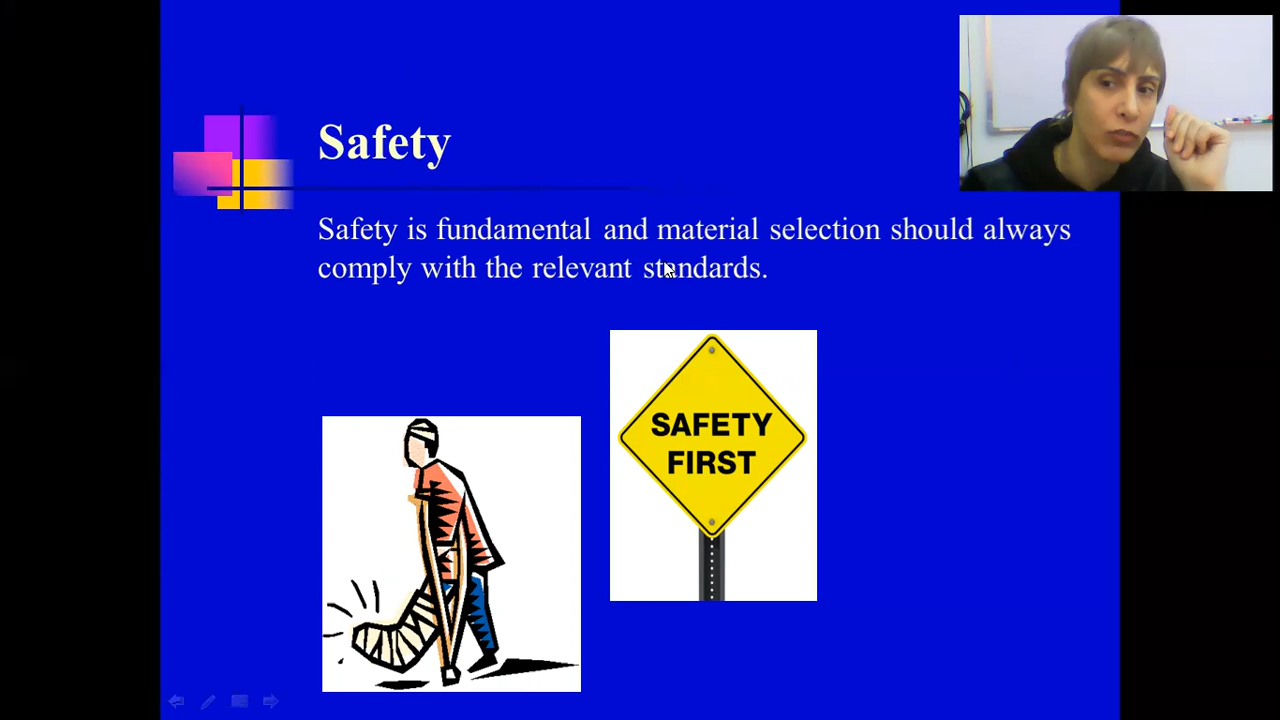 Safety
Safety is fundamental and material selection should always
comply with the relevant standards.
SAFETY
FIRST